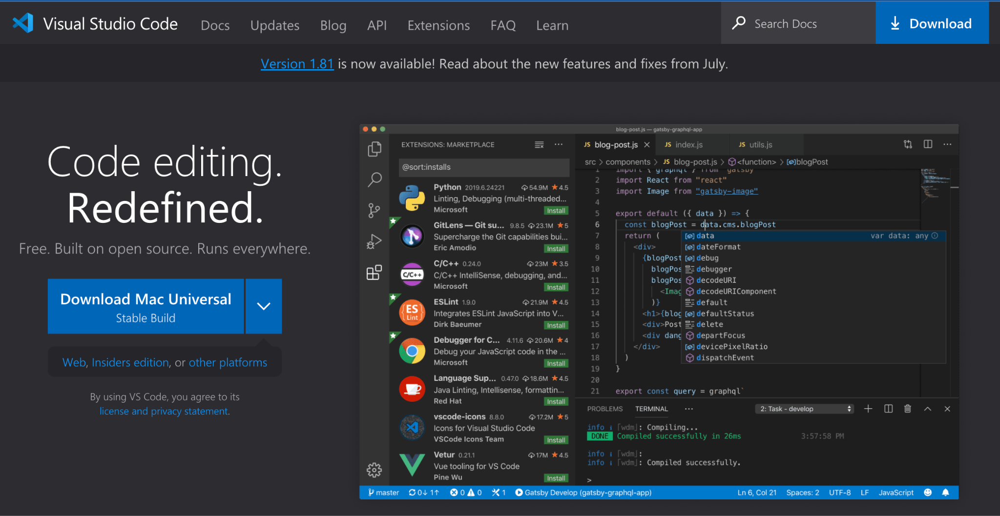 Visual Studio Code Docs Updates Blog API Extensions FAQ Learn Search Docs Download
Version 1.81 is now available! Read about the new features and fixes from July.
Code editing.
Redefined.
Free. Built on open source. Runs everywhere.
Download Mac Universal
Stable Build
Web, Insiders edition, or other platforms
By using VS Code, you agree to its
license and privacy statement.
blog-post.js — gatsby-graphql-app
EXTENSIONS: MARKETPLACE
@sort:installs
Python 2019.6.24221 54.9M 4.5
Linting, Debugging (multi-threaded...
Microsoft Install
GitLens — Git su... 9.8.5 23.1M 5
Supercharge the Git capabilities bui...
Eric Amodio Install
C/C++
C/C++ 0.24.0 23M 3.5
C/C++ IntelliSense, debugging, and...
Microsoft Install
ES
Lint
ESLint 1.9.0 21.9M 4.5
Integrates ESLint JavaScript into V...
Dirk Baeumer Install
Debugger for C... 4.11.6 20.6M 4
Debug your JavaScript code in the ...
Microsoft Install
Language Sup... 0.47.0 18.6M 4.5
Java Linting, Intellisense, formattin...
Red Hat Install
vscode-icons 8.8.0 17.2M 5
Icons for Visual Studio Code
VSCode Icons Team Install
Vetur 0.21.1 17M 4.5
Vue tooling for VS Code
Pine Wu Install
JS blog-post.js JS index.js JS utils.js
src > components > JS blog-post.js > <function> > blogPost
1 import { graphql } from "gatsby"
2 import React from "react"
3 import Image from "gatsby-image"
4
5 export default ({ data }) => {
6 const blogPost = data.cms.blogPost
7 return (
8 <div>
9 {blogPost
10 blogPos
11 blogPos
12 <Imag
13 )}
14 <h1>{blog
15 <div>Post
16 <div dang
17 </div>
18 )
19 }
20
21 export const query = graphql`
data var data: any
dateFormat
debug
debugger
decodeURI
decodeURIComponent
default
defaultStatus
delete
departFocus
devicePixelRatio
dispatchEvent
PROBLEMS TERMINAL ... 2: Task - develop
info i ｢wdm｣: Compiling...
DONE Compiled successfully in 26ms 3:57:58 PM
info i ｢wdm｣:
info i ｢wdm｣: Compiled successfully.
>
master 0↓ 1↑ 0 0 1 Gatsby Develop (gatsby-graphql-app) Ln 6, Col 21 Spaces: 2 UTF-8 LF JavaScript